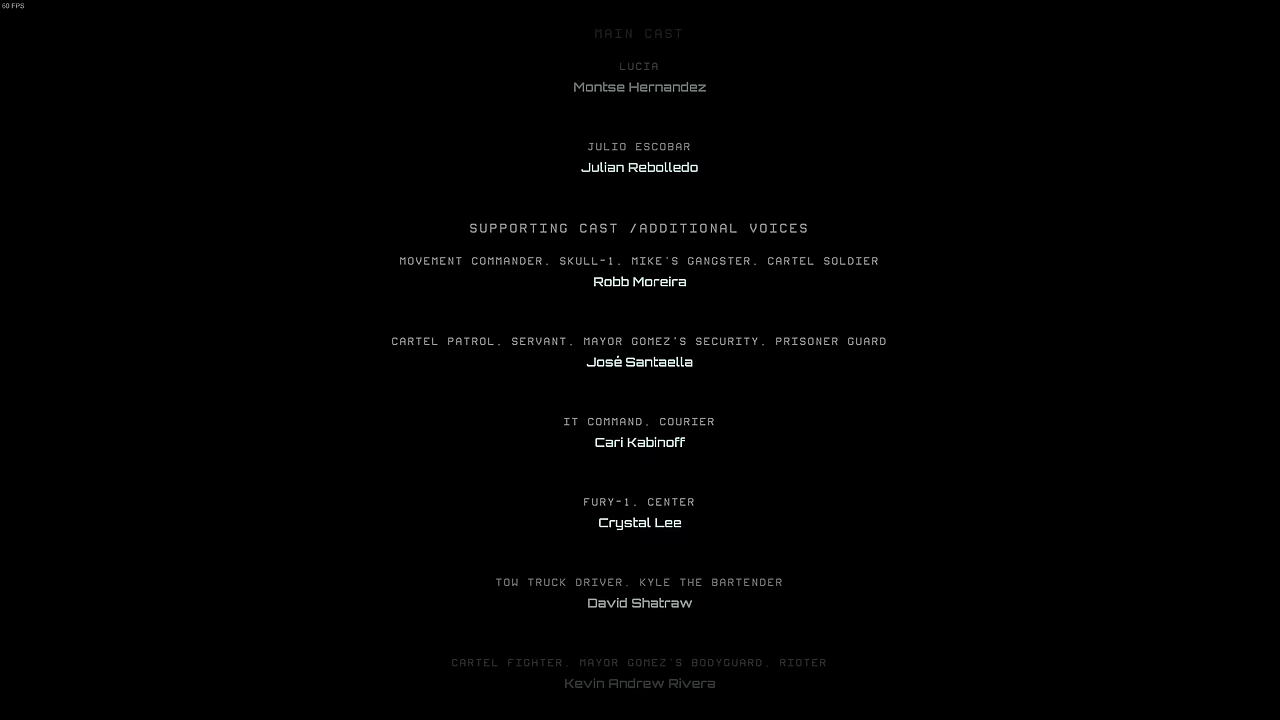 60 FPS
MAIN CAST
LUCIA
Montse Hernandez
JULIO ESCOBAR
Julian Rebolledo
SUPPORTING CAST /ADDITIONAL VOICES
MOVEMENT COMMANDER, SKULL-1, MIKE'S GANGSTER, CARTEL SOLDIER
Robb Moreira
CARTEL PATROL, SERVANT, MAYOR GOMEZ'S SECURITY, PRISONER GUARD
José Santaella
IT COMMAND, COURIER
Cari Kabinoff
FURY-1, CENTER
Crystal Lee
TOW TRUCK DRIVER, KYLE THE BARTENDER
David Shatraw
CARTEL FIGHTER, MAYOR GOMEZ'S BODYGUARD, RIOTER
Kevin Andrew Rivera